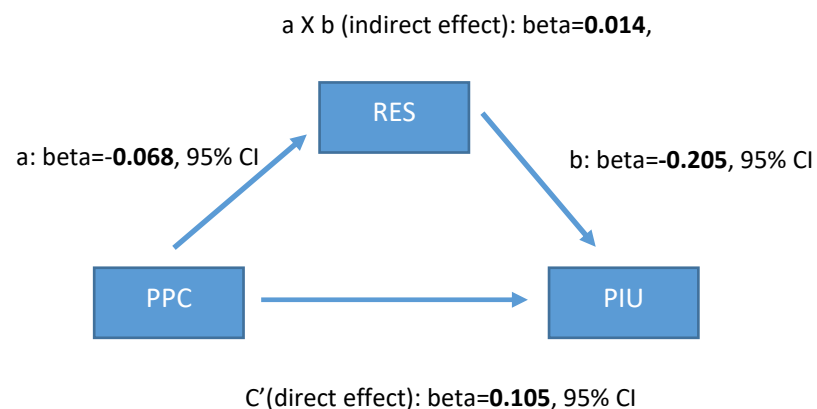 a X b (indirect effect): beta=0.014,
RES
a: beta=-0.068, 95% CI
b: beta=-0.205, 95% CI
PPC
PIU
C’(direct effect): beta=0.105, 95% CI